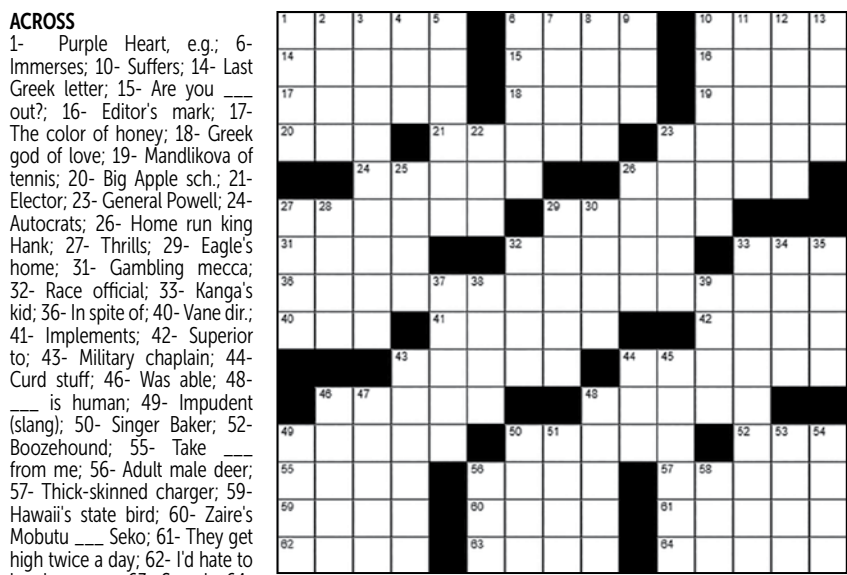 ACROSS
1- Purple Heart, e.g.; 6-
Immerses; 10- Suffers; 14- Last
Greek letter; 15- Are you ___
out?; 16- Editor's mark; 17-
The color of honey; 18- Greek
god of love; 19- Mandlikova of
tennis; 20- Big Apple sch.; 21-
Elector; 23- General Powell; 24-
Autocrats; 26- Home run king
Hank; 27- Thrills; 29- Eagle's
home; 31- Gambling mecca;
32- Race official; 33- Kanga's
kid; 36- In spite of; 40- Vane dir.;
41- Implements; 42- Superior
to; 43- Military chaplain; 44-
Curd stuff; 46- Was able; 48-
___ is human; 49- Impudent
(slang); 50- Singer Baker; 52-
Boozehound; 55- Take ___
from me; 56- Adult male deer;
57- Thick-skinned charger; 59-
Hawaii's state bird; 60- Zaire's
Mobutu ___ Seko; 61- They get
high twice a day; 62- I'd hate to
1 2 3 4 5 6 7 8 9 10 11 12 13
14 15 16
17 18 19
20 21 22 23
24 25 26
27 28 29 30
31 32 33 34 35
36 37 38 39
40 41 42
43 44 45
46 47 48
49 50 51 52 53 54
55 56 57 58
59 60 61
62 63 64